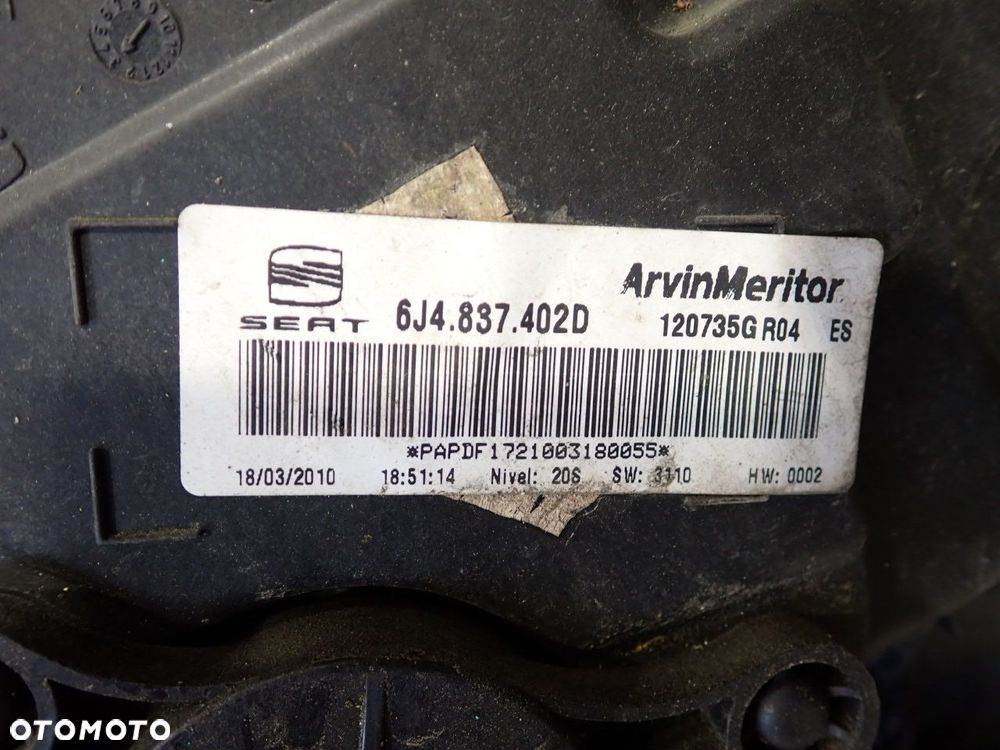 ArvinMeritor
SEAT 6J4.837.402D 120735G R04 ES
*PAPDF1721003180055*
18/03/2010 18:51:14 Nivel: 20S SW: 3110 HW: 0002
OTOMOTO